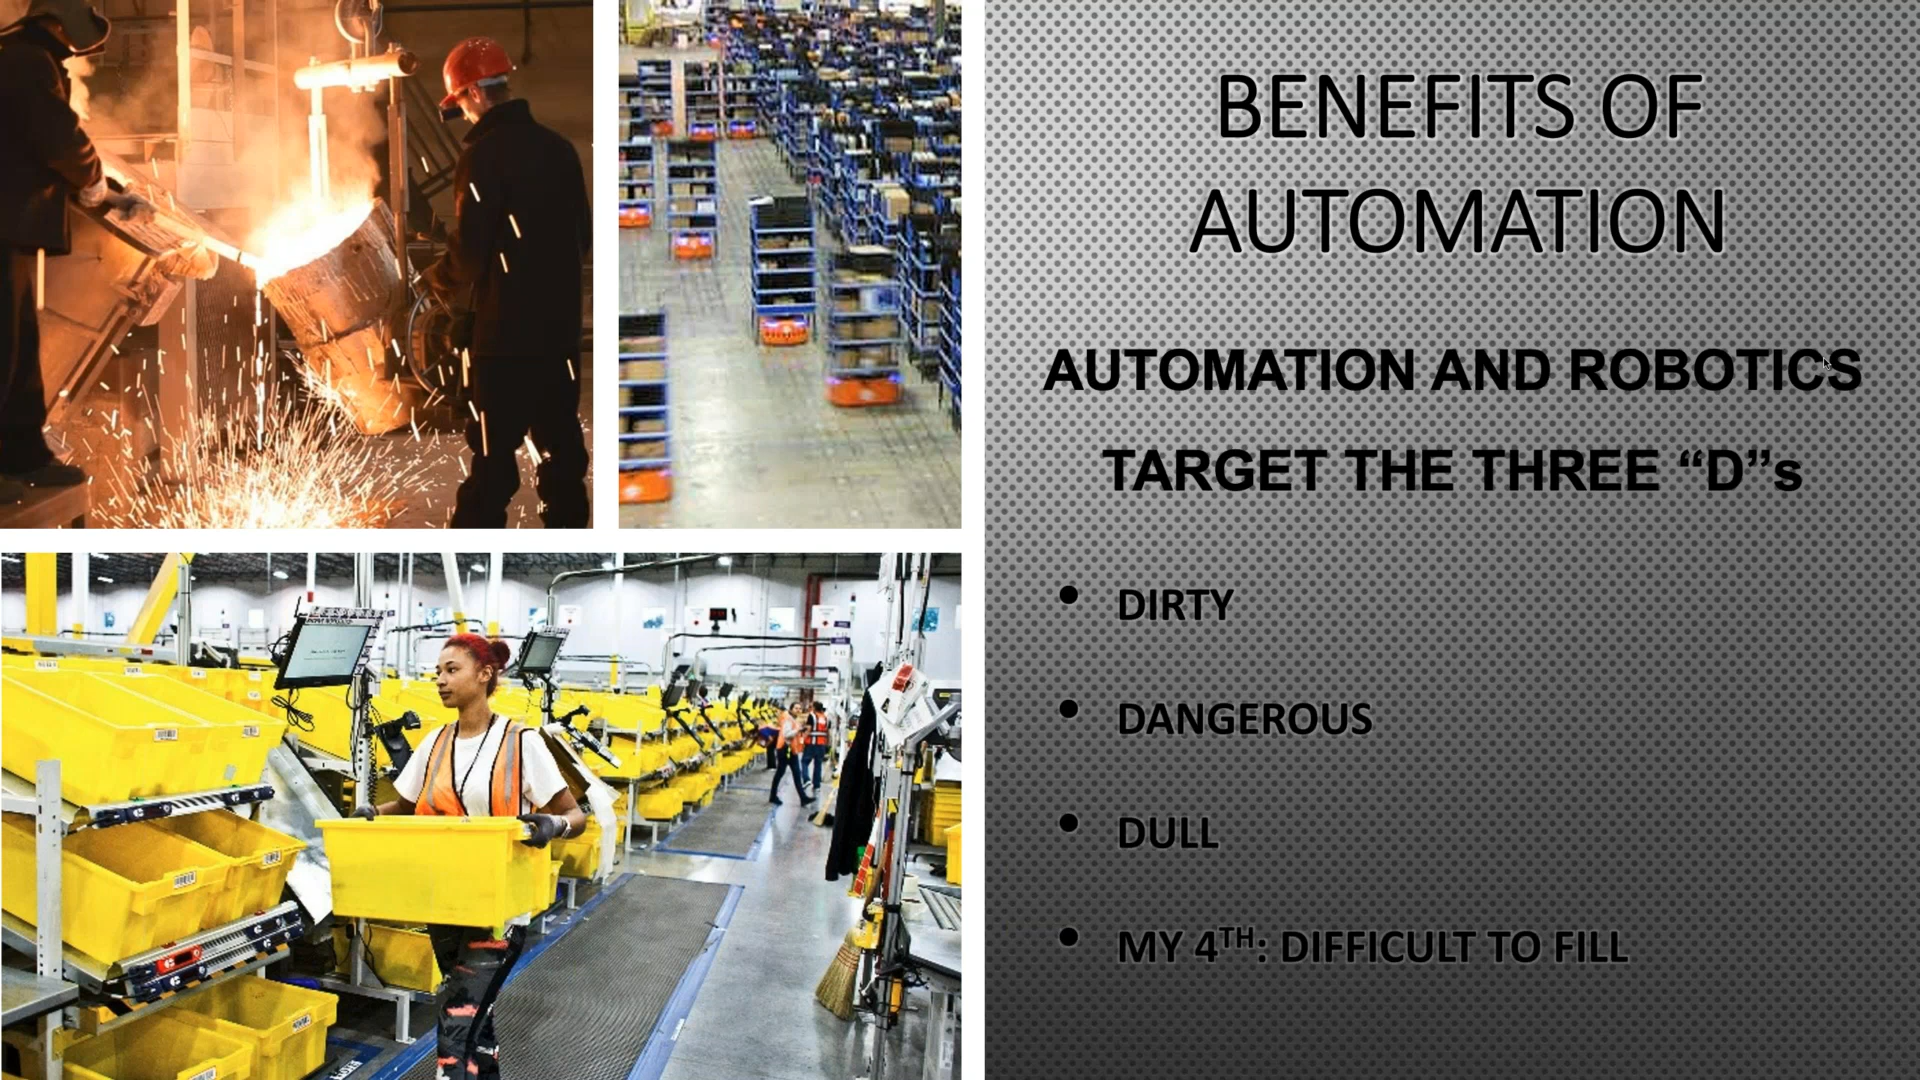 BENEFITS OF
AUTOMATION
AUTOMATION AND ROBOTICS
TARGET THE THREE “D”s
• DIRTY
• DANGEROUS
• DULL
• MY 4TH: DIFFICULT TO FILL